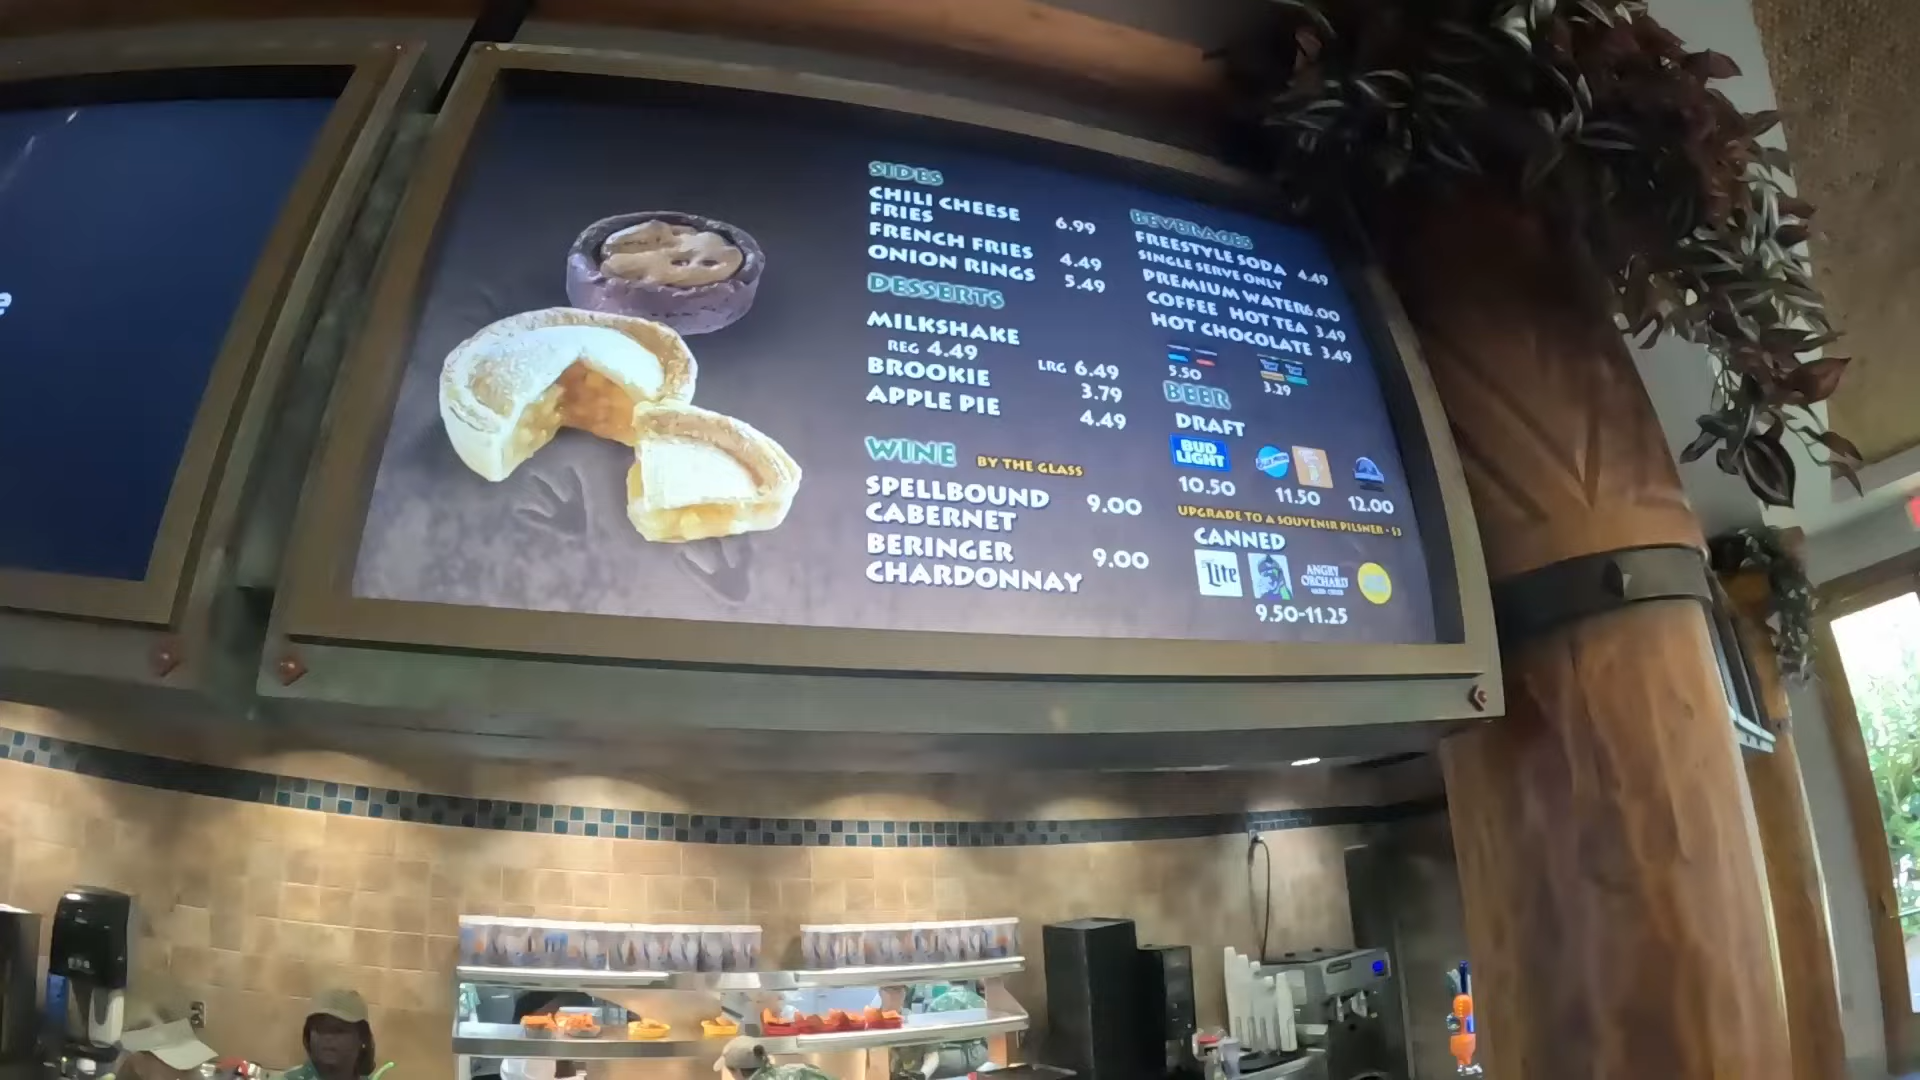 e
SIDES
CHILI CHEESE
FRIES 6.99
FRENCH FRIES 4.49
ONION RINGS 5.49
DESSERTS
MILKSHAKE
REG 4.49 LRG 6.49
BROOKIE 3.79
APPLE PIE 4.49
WINE BY THE GLASS
SPELLBOUND 9.00
CABERNET
BERINGER 9.00
CHARDONNAY
BEVERAGES
FREESTYLE SODA 4.49
SINGLE SERVE ONLY
PREMIUM WATER 6.00
COFFEE HOT TEA 3.49
HOT CHOCOLATE 3.49
5.50 3.29
BEER
DRAFT
BUD
LIGHT
10.50 11.50 12.00
UPGRADE TO A SOUVENIR PILSNER - $3
CANNED
Lite
ANGRY
ORCHARD
9.50-11.25